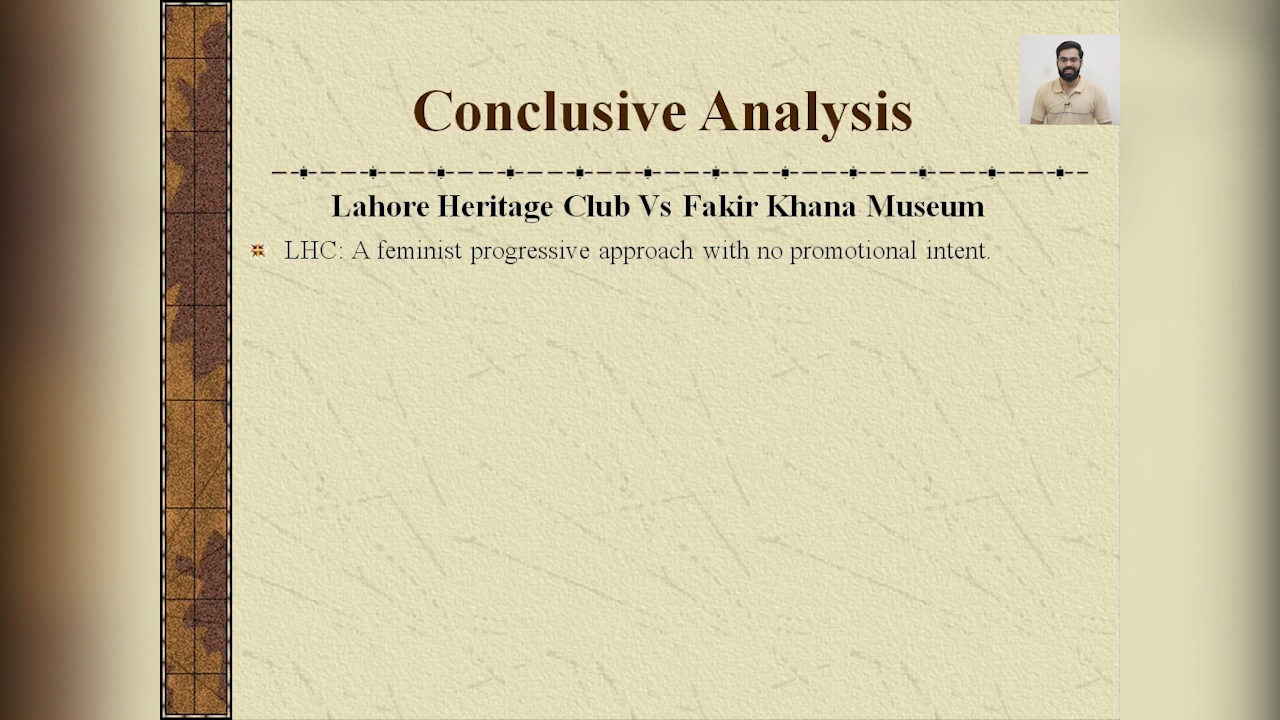 Conclusive Analysis
Lahore Heritage Club Vs Fakir Khana Museum
LHC: A feminist progressive approach with no promotional intent.